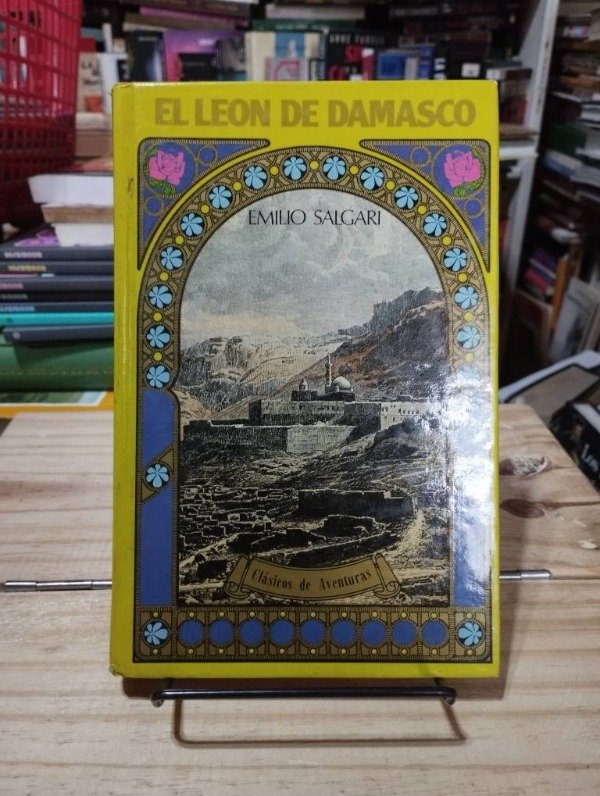 EL LEON DE DAMASCO
EMILIO SALGARI
Clásicos de Aventuras